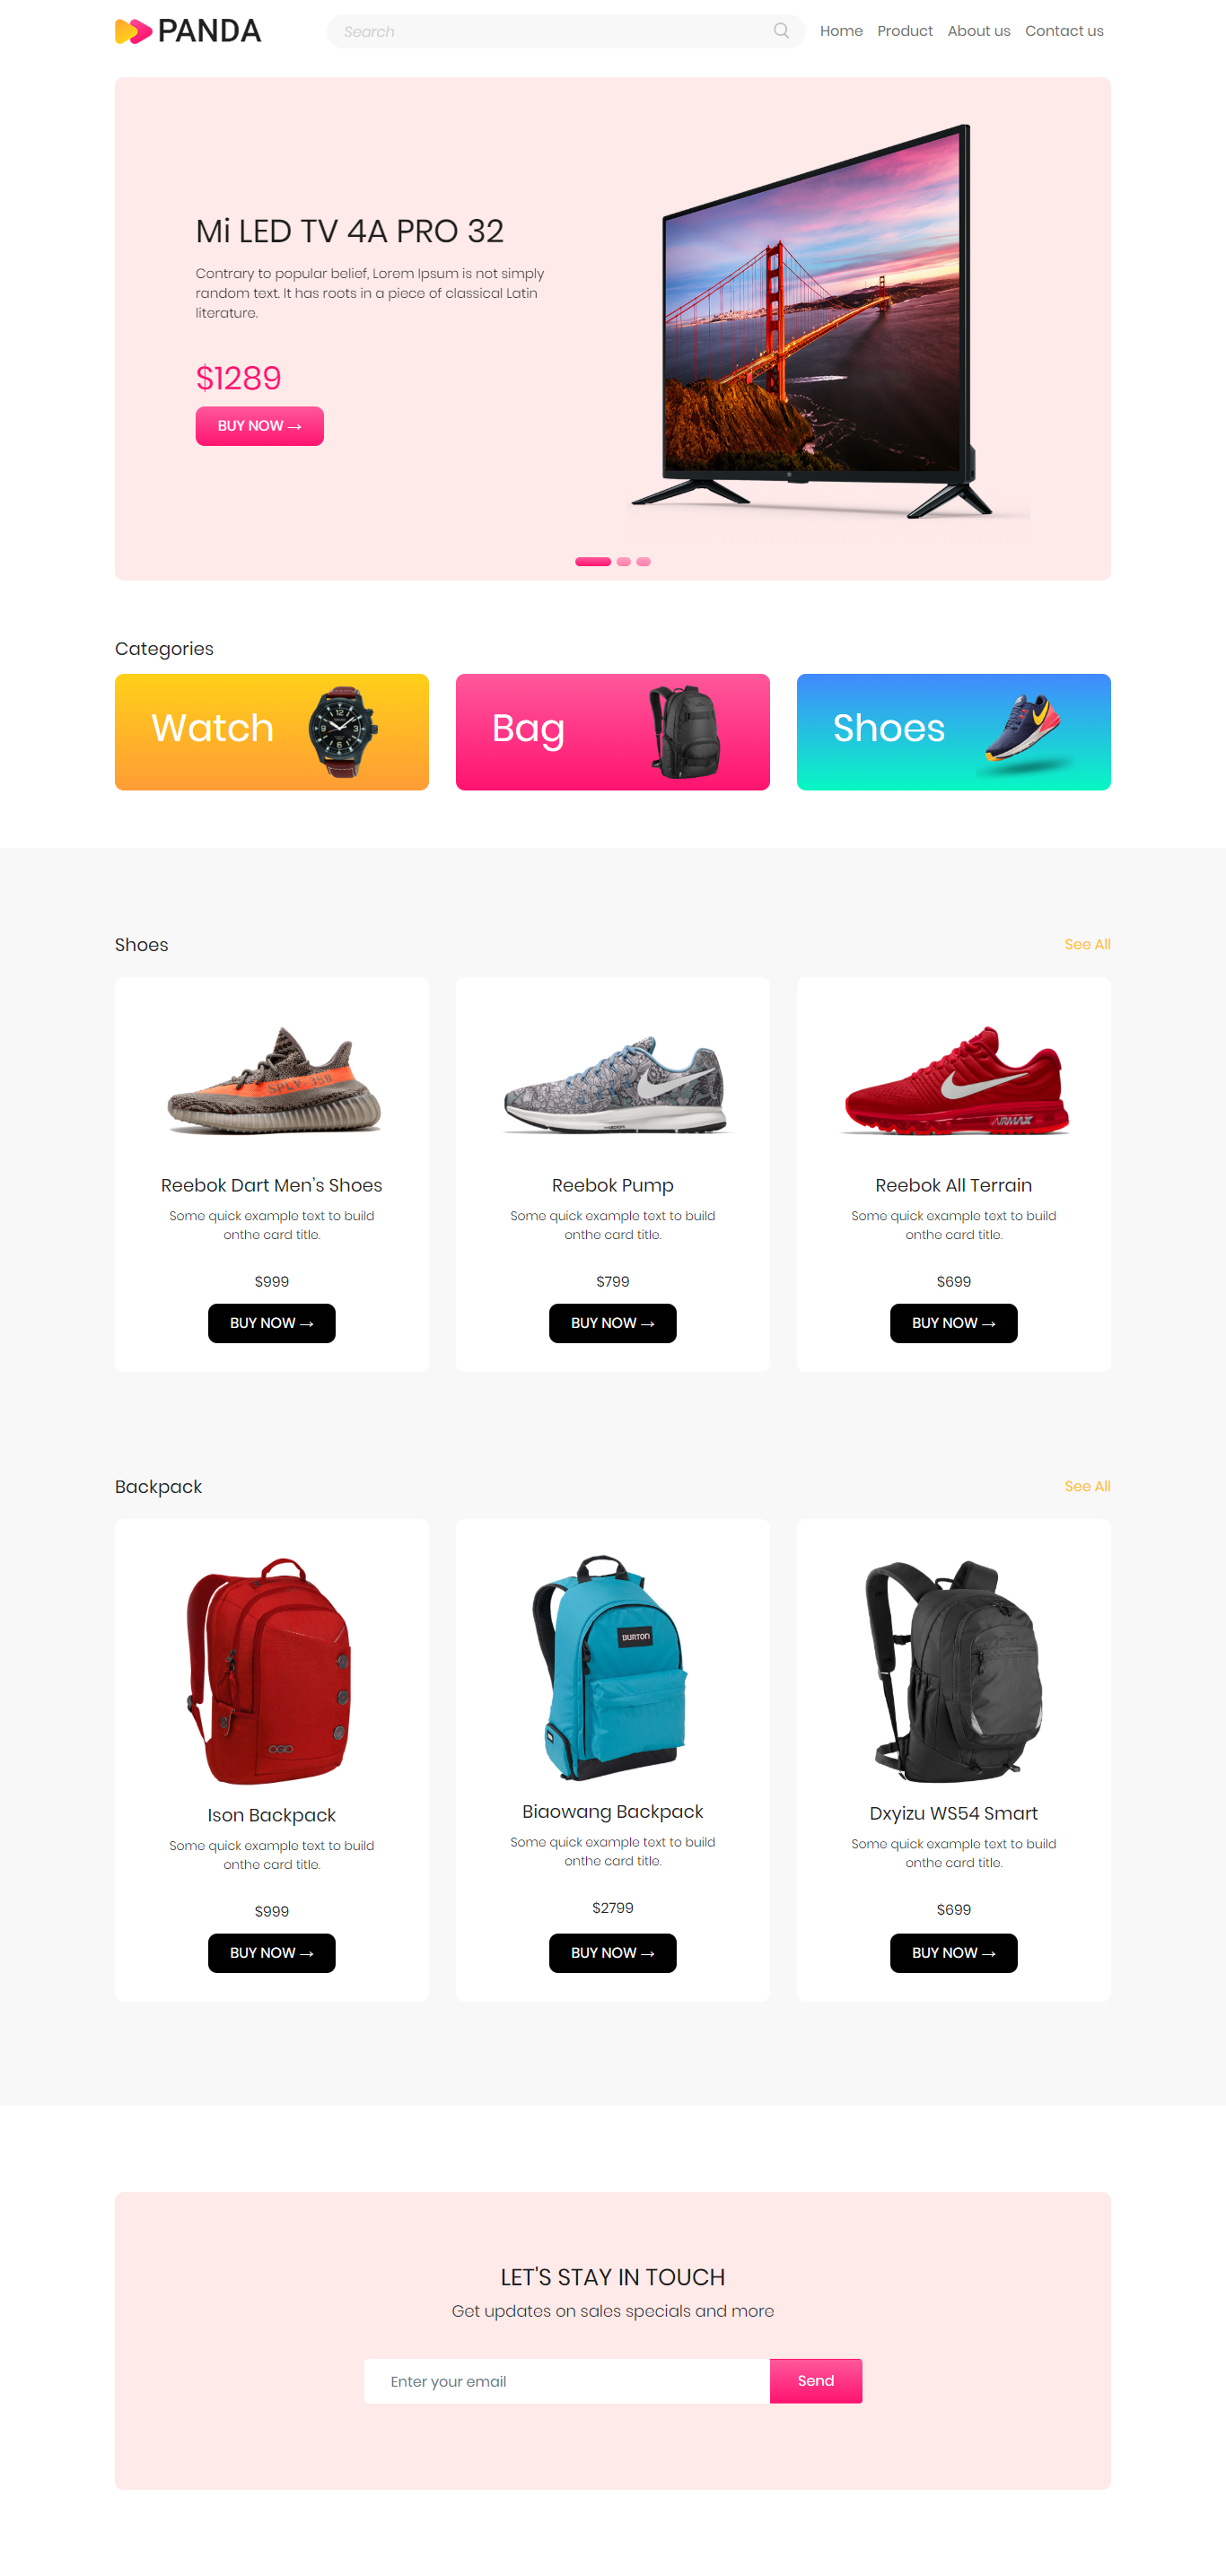 PANDA
Search
Home Product About us Contact us
Mi LED TV 4A PRO 32
Contrary to popular belief, Lorem Ipsum is not simply
random text. It has roots in a piece of classical Latin
literature.
$1289
BUY NOW →
Categories
Watch
Bag
Shoes
Shoes
See All
SPLY 350
AIRMAX
Reebok Dart Men's Shoes
Some quick example text to build
onthe card title.
$999
BUY NOW →
Reebok Pump
Some quick example text to build
onthe card title.
$799
BUY NOW →
Reebok All Terrain
Some quick example text to build
onthe card title.
$699
BUY NOW →
Backpack
See All
OGIO
BURTON
Ison Backpack
Some quick example text to build
onthe card title.
$999
BUY NOW →
Biaowang Backpack
Some quick example text to build
onthe card title.
$2799
BUY NOW →
Dxyizu WS54 Smart
Some quick example text to build
onthe card title.
$699
BUY NOW →
LET'S STAY IN TOUCH
Get updates on sales specials and more
Enter your email
Send